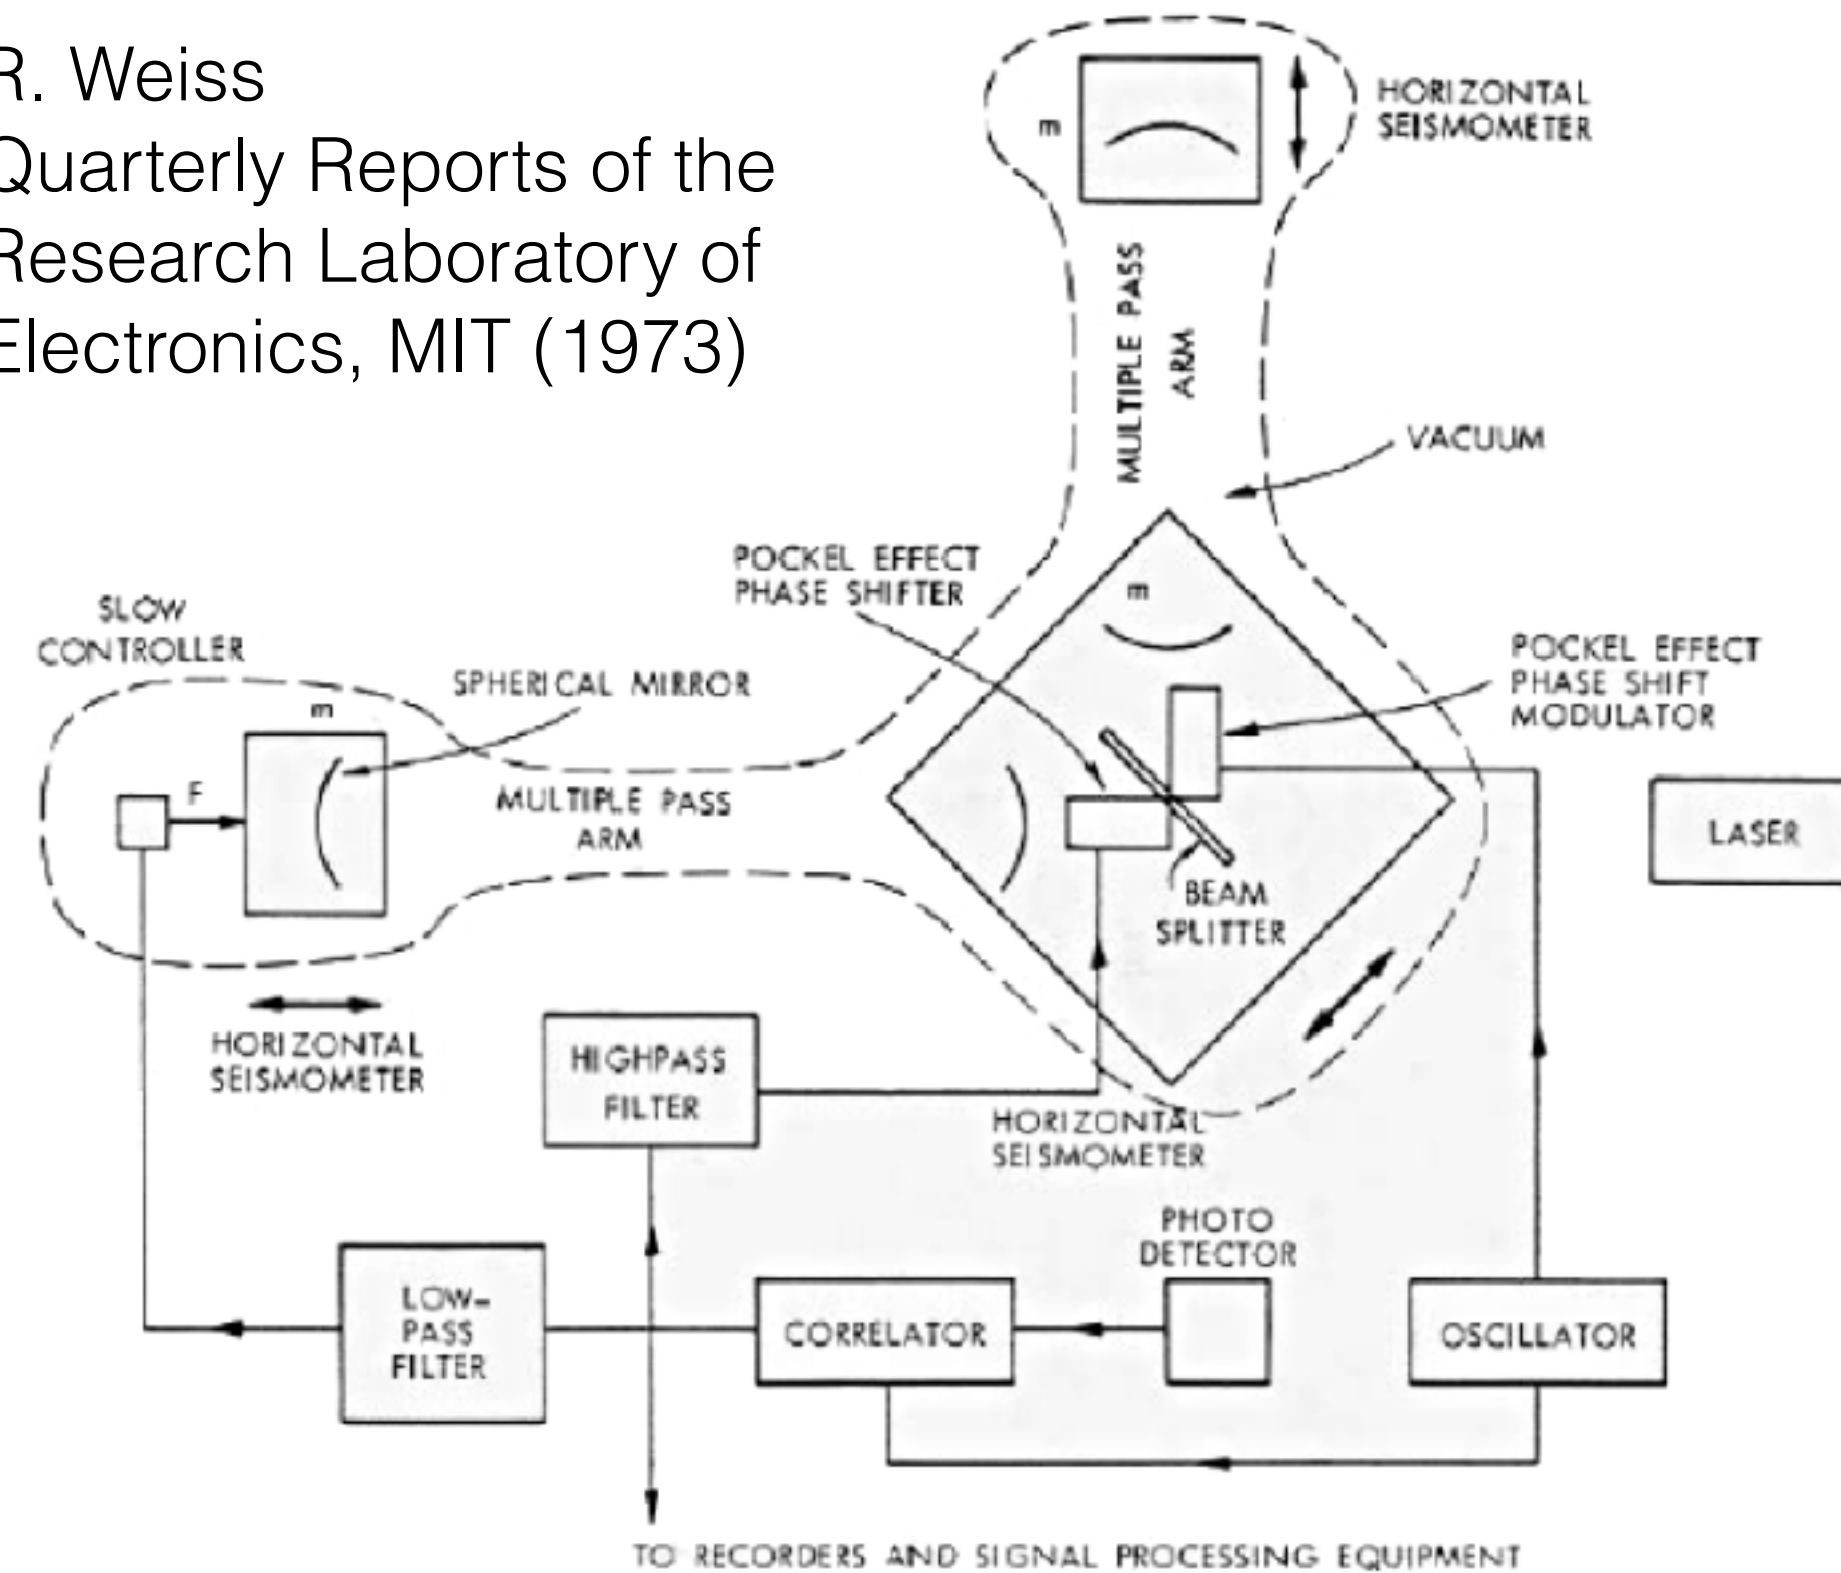 R. Weiss
Quarterly Reports of the
Research Laboratory of
Electronics, MIT (1973)
m
HORIZONTAL
SEISMOMETER
MULTIPLE PASS
ARM
VACUUM
POCKEL EFFECT
PHASE SHIFTER
m
SLOW
CONTROLLER
SPHERICAL MIRROR
m
POCKEL EFFECT
PHASE SHIFT
MODULATOR
F
MULTIPLE PASS
ARM
LASER
BEAM
SPLITTER
HORIZONTAL
SEISMOMETER
HIGHPASS
FILTER
HORIZONTAL
SEISMOMETER
PHOTO
DETECTOR
LOW-
PASS
FILTER
CORRELATOR
OSCILLATOR
TO RECORDERS AND SIGNAL PROCESSING EQUIPMENT